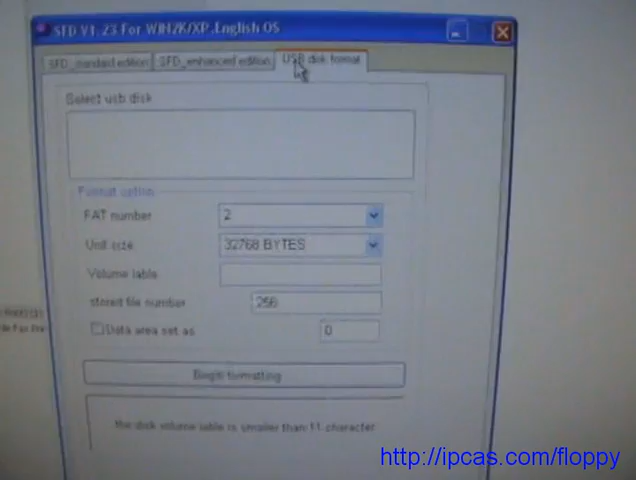 SFD V1.23 For WIN2K/XP.English OS
SFD_standard edition SFD_enhanced edition USB disk format
Select usb disk
Format option
FAT number 2
Unit size 32768 BYTES
Volume lable
stored file number 256
Data area set as 0
Begin formatting
the disk volume lable is smaller than 11 character
http://ipcas.com/floppy